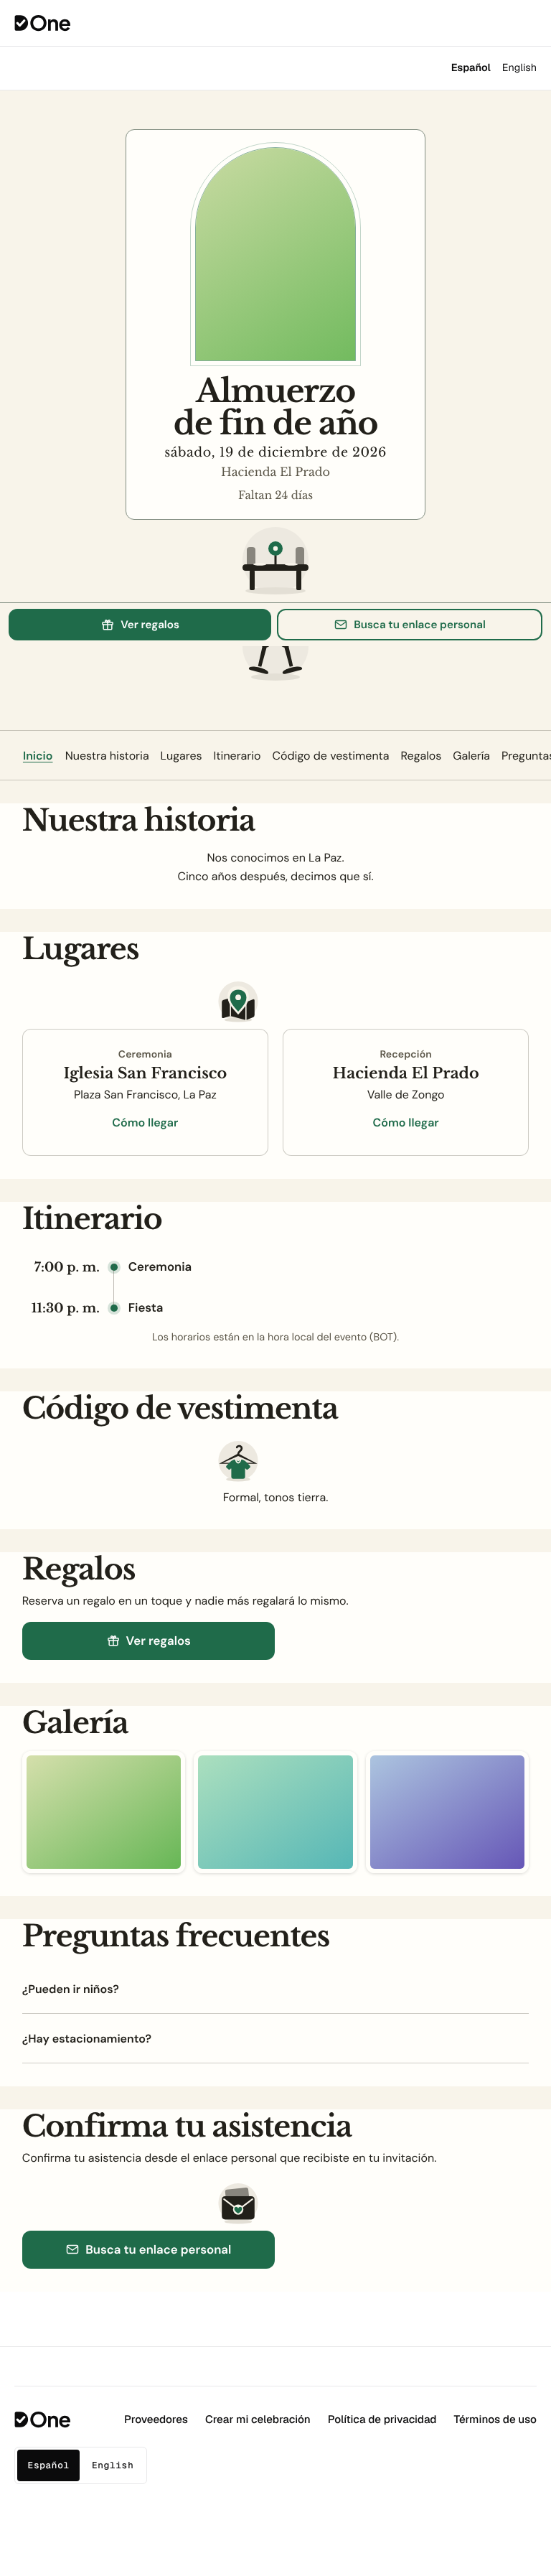 One
Español English
Almuerzo
de fin de año
sábado, 19 de diciembre de 2026
Hacienda El Prado
Faltan 24 días
Ver regalos
Busca tu enlace personal
Inicio Nuestra historia Lugares Itinerario Código de vestimenta Regalos Galería Preguntas
Nuestra historia
Nos conocimos en La Paz.
Cinco años después, decimos que sí.
Lugares
Ceremonia
Iglesia San Francisco
Plaza San Francisco, La Paz
Cómo llegar
Recepción
Hacienda El Prado
Valle de Zongo
Cómo llegar
Itinerario
7:00 p. m. Ceremonia
11:30 p. m. Fiesta
Los horarios están en la hora local del evento (BOT).
Código de vestimenta
Formal, tonos tierra.
Regalos
Reserva un regalo en un toque y nadie más regalará lo mismo.
Ver regalos
Galería
Preguntas frecuentes
¿Pueden ir niños?
¿Hay estacionamiento?
Confirma tu asistencia
Confirma tu asistencia desde el enlace personal que recibiste en tu invitación.
Busca tu enlace personal
One
Proveedores Crear mi celebración Política de privacidad Términos de uso
Español English